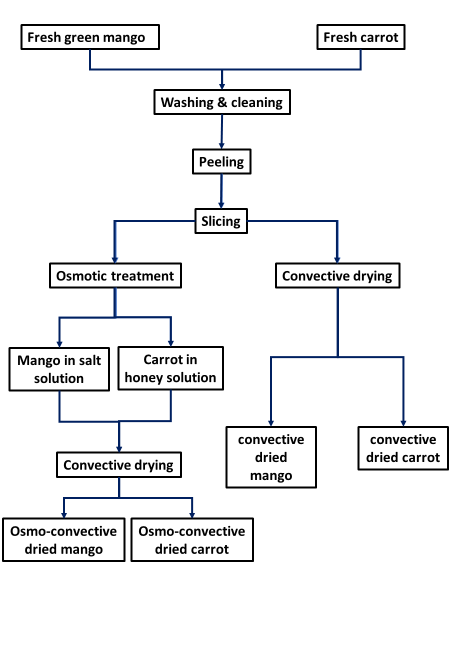 Fresh green mango
Fresh carrot
Washing & cleaning
Peeling
Slicing
Osmotic treatment
Convective drying
Mango in salt
solution
Carrot in
honey solution
convective
dried
mango
convective
dried carrot
Convective drying
Osmo-convective
dried mango
Osmo-convective
dried carrot